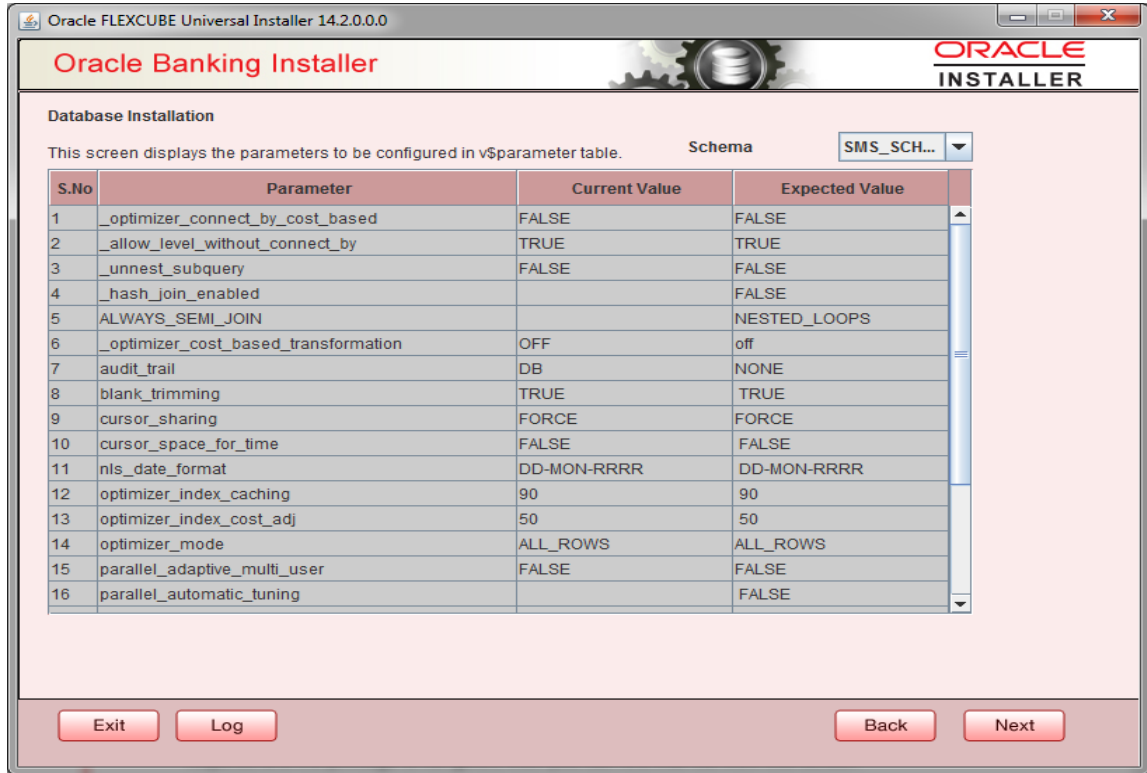 Oracle FLEXCUBE Universal Installer 14.2.0.0.0
Oracle Banking Installer
ORACLE
INSTALLER
Database Installation
This screen displays the parameters to be configured in v$parameter table.
Schema
SMS_SCH...
S.No Parameter Current Value Expected Value
1 _optimizer_connect_by_cost_based FALSE FALSE
2 _allow_level_without_connect_by TRUE TRUE
3 _unnest_subquery FALSE FALSE
4 _hash_join_enabled FALSE
5 ALWAYS_SEMI_JOIN NESTED_LOOPS
6 _optimizer_cost_based_transformation OFF off
7 audit_trail DB NONE
8 blank_trimming TRUE TRUE
9 cursor_sharing FORCE FORCE
10 cursor_space_for_time FALSE FALSE
11 nls_date_format DD-MON-RRRR DD-MON-RRRR
12 optimizer_index_caching 90 90
13 optimizer_index_cost_adj 50 50
14 optimizer_mode ALL_ROWS ALL_ROWS
15 parallel_adaptive_multi_user FALSE FALSE
16 parallel_automatic_tuning FALSE
Exit Log Back Next